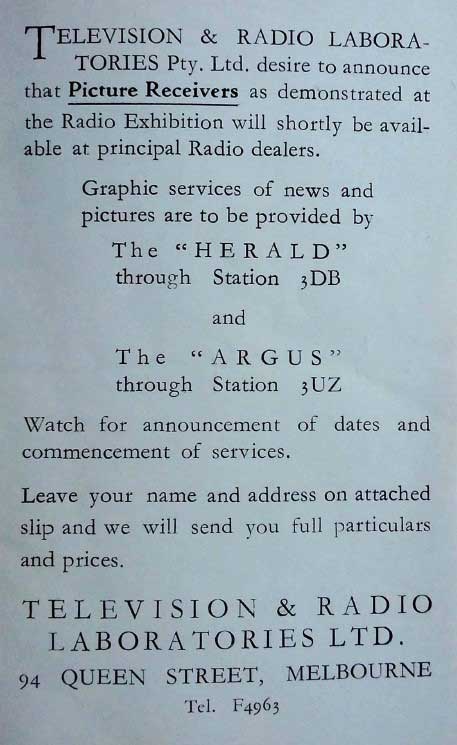 TELEVISION & RADIO LABORA-
TORIES Pty. Ltd. desire to announce
that Picture Receivers as demonstrated at
the Radio Exhibition will shortly be avail-
able at principal Radio dealers.
Graphic services of news and
pictures are to be provided by
The “HERALD”
through Station 3DB
and
The “ARGUS”
through Station 3UZ
Watch for announcement of dates and
commencement of services.
Leave your name and address on attached
slip and we will send you full particulars
and prices.
TELEVISION & RADIO
LABORATORIES LTD.
94 QUEEN STREET, MELBOURNE
Tel. F4963